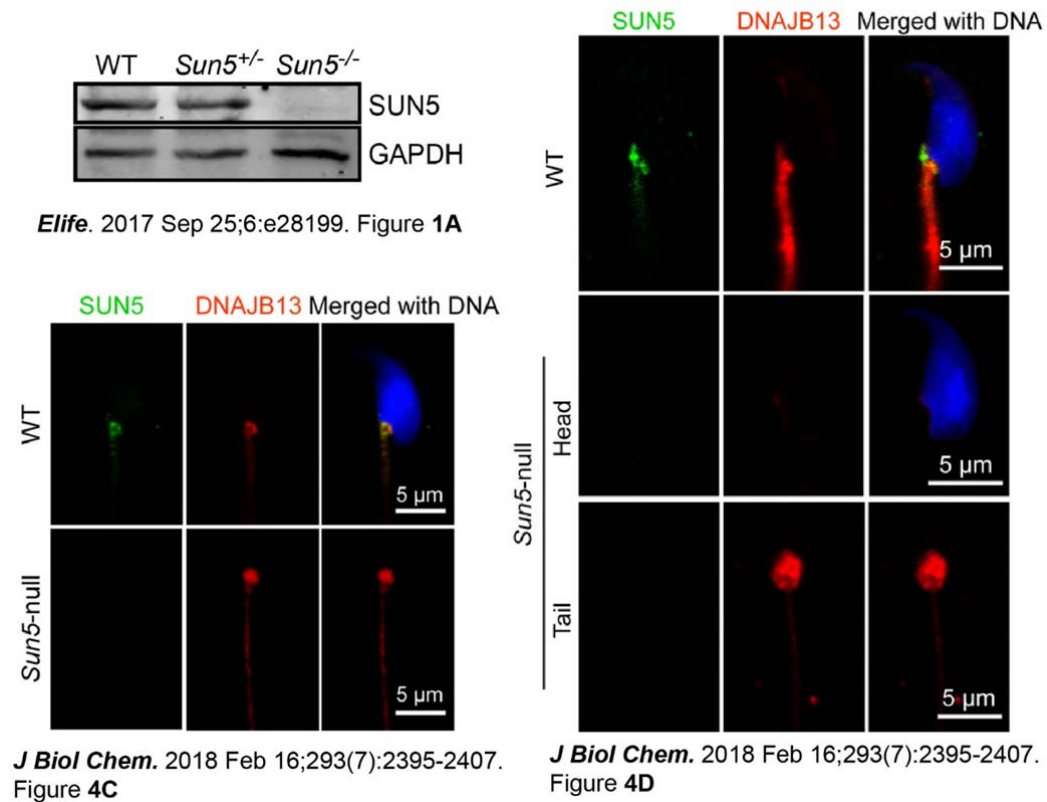 WT Sun5+/- Sun5-/-
SUN5
GAPDH
Elife. 2017 Sep 25;6:e28199. Figure 1A
SUN5 DNAJB13 Merged with DNA
WT
5 µm
Sun5-null
5 µm
J Biol Chem. 2018 Feb 16;293(7):2395-2407.
Figure 4C
SUN5 DNAJB13 Merged with DNA
WT
5 µm
Sun5-null
Head
5 µm
Tail
5 µm
J Biol Chem. 2018 Feb 16;293(7):2395-2407.
Figure 4D